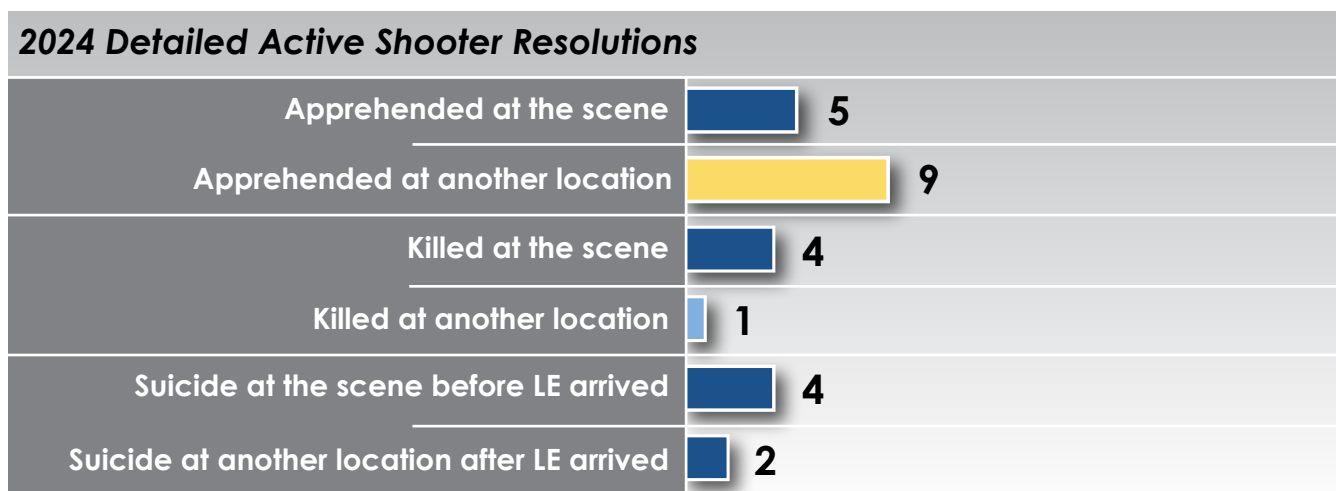 2024 Detailed Active Shooter Resolutions
Apprehended at the scene 5
Apprehended at another location 9
Killed at the scene 4
Killed at another location 1
Suicide at the scene before LE arrived 4
Suicide at another location after LE arrived 2